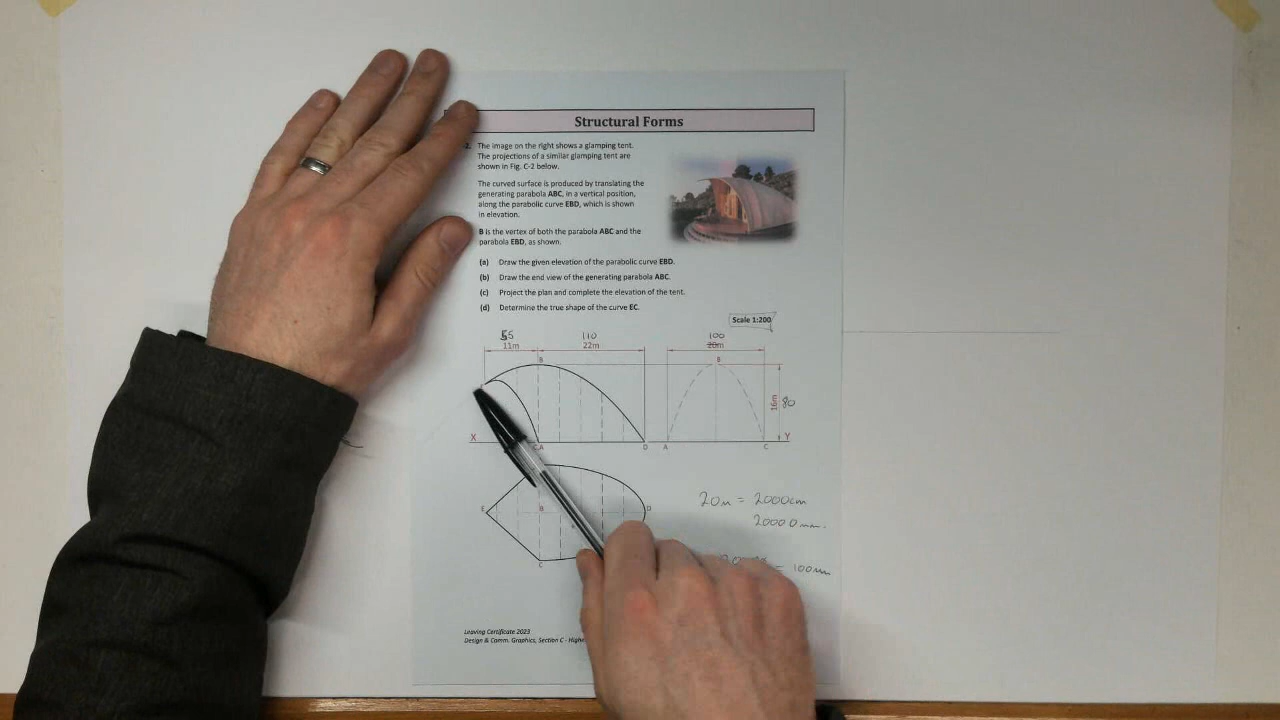 Structural Forms
2. The image on the right shows a glamping tent.
The projections of a similar glamping tent are
shown in Fig. C-2 below.
The curved surface is produced by translating the
generating parabola ABC, in a vertical position,
along the parabolic curve EBD, which is shown
in elevation.
B is the vertex of both the parabola ABC and the
parabola EBD, as shown.
(a) Draw the given elevation of the parabolic curve EBD.
(b) Draw the end view of the generating parabola ABC.
(c) Project the plan and complete the elevation of the tent.
(d) Determine the true shape of the curve EC.
Scale 1:200
55 110 100
11m 22m 20m
B B
16m 80
X D A C Y
E B D
C
20m = 2000cm
20000mm.
= 100mm
Leaving Certificate 2023
Design & Comm. Graphics, Section C -